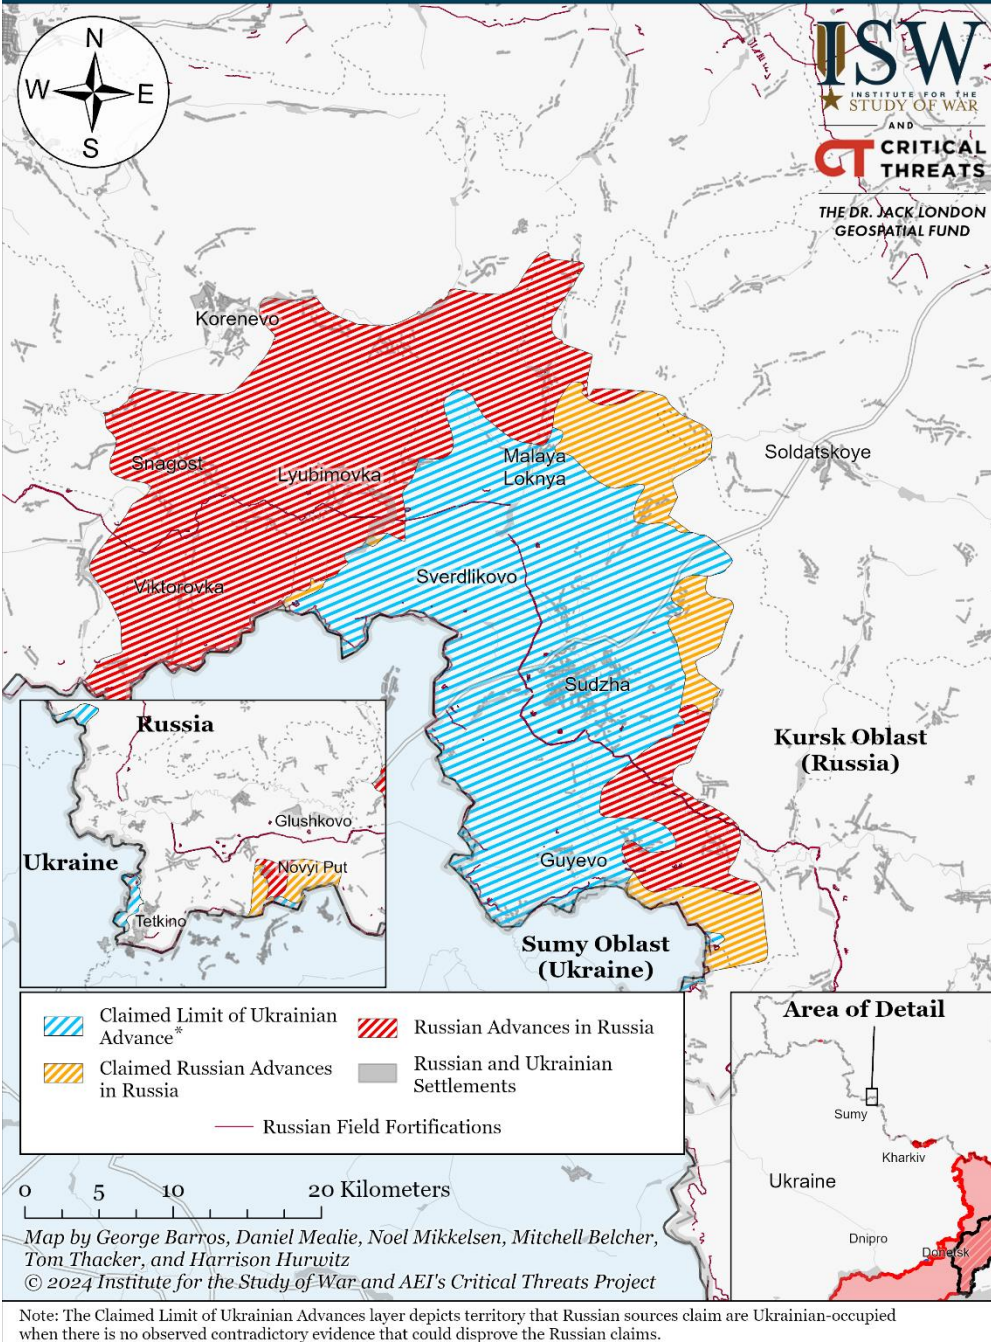 N
W
E
S
ISW
INSTITUTE FOR THE
STUDY OF WAR
AND
CT CRITICAL
THREATS
THE DR. JACK LONDON
GEOSPATIAL FUND
Korenevo
Snagost
Lyubimovka
Malaya
Loknya
Soldatskoye
Viktorovka
Sverdlikovo
Sudzha
Kursk Oblast
(Russia)
Guyevo
Sumy Oblast
(Ukraine)
Russia
Glushkovo
Ukraine
Novyi Put
Tetkino
Claimed Limit of Ukrainian
Advance*
Russian Advances in Russia
Claimed Russian Advances
in Russia
Russian and Ukrainian
Settlements
Russian Field Fortifications
0 5 10 20 Kilometers
Map by George Barros, Daniel Mealie, Noel Mikkelsen, Mitchell Belcher,
Tom Thacker, and Harrison Hurwitz
© 2024 Institute for the Study of War and AEI's Critical Threats Project
Area of Detail
Sumy
Kharkiv
Ukraine
Dnipro
Donetsk
Note: The Claimed Limit of Ukrainian Advances layer depicts territory that Russian sources claim are Ukrainian-occupied
when there is no observed contradictory evidence that could disprove the Russian claims.